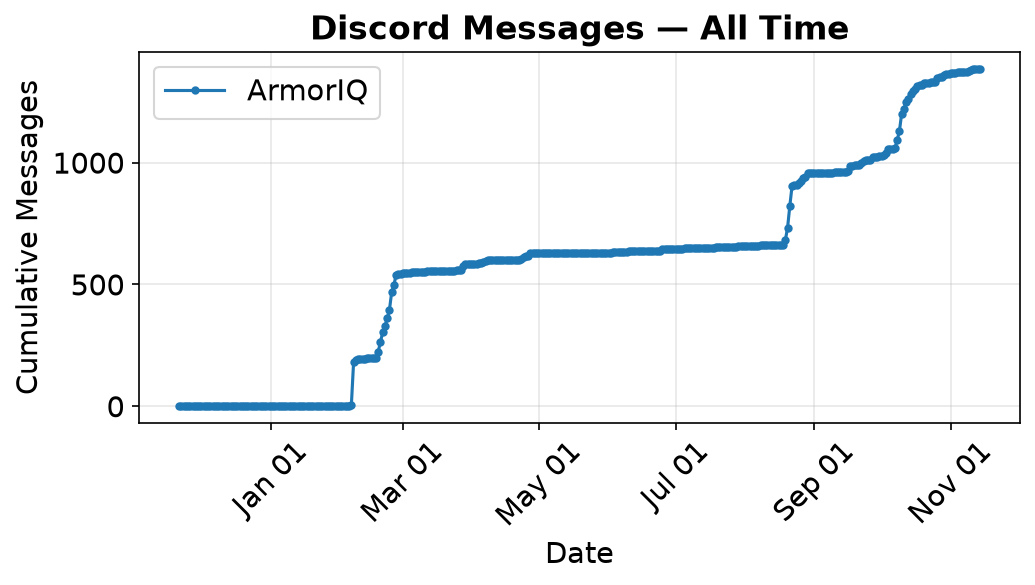 Discord Messages — All Time
ArmorIQ
Cumulative Messages
1000
500
0
Jan 01
Mar 01
May 01
Jul 01
Sep 01
Nov 01
Date